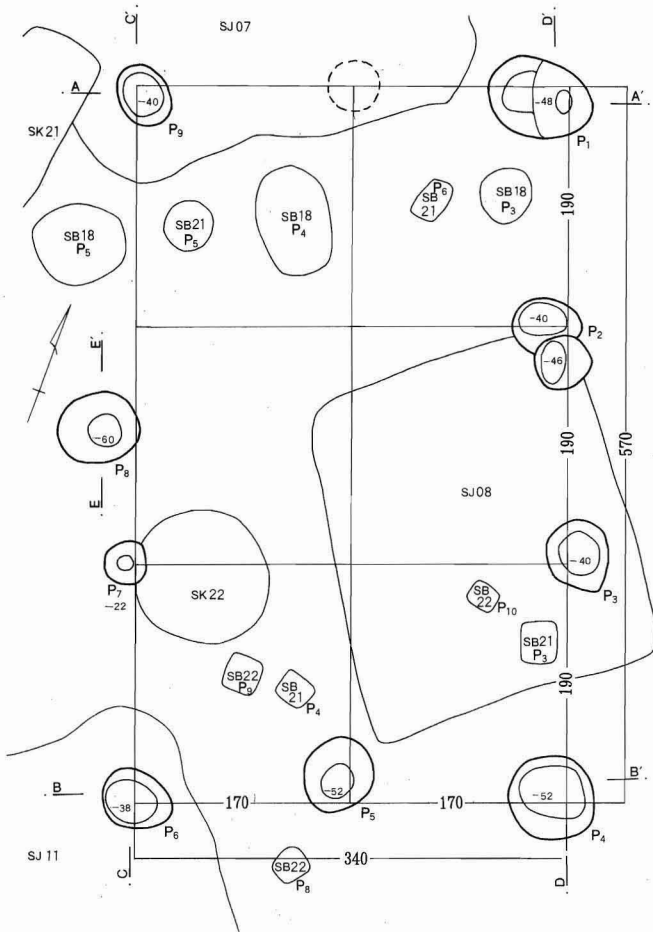 C'
SJ07
D'
A
-40
P9
-48
A'
P1
SK21
190
SB18
P5
SB21
P5
SB18
P4
P6
SB
21
SB18
P3
-40
P2
-46
E'
190
570
-60
P8
SJ08
E
-40
P7
-22
SK22
P3
SB
22
P10
SB21
P3
SB22
P9
SB
21
P4
190
B
-38
P6
170
-52
P5
170
-52
P4
B'
SJ11
340
C
SB22
P8
D